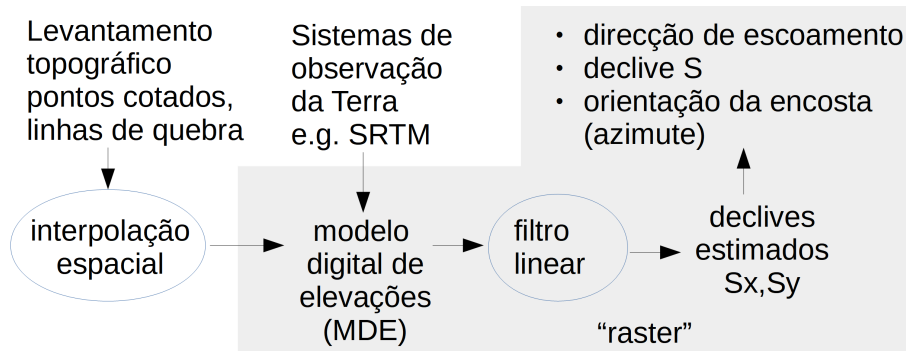 Levantamento
topográfico
pontos cotados,
linhas de quebra
Sistemas de
observação
da Terra
e.g. SRTM
• direcção de escoamento
• declive S
• orientação da encosta
(azimute)
interpolação
espacial
modelo
digital de
elevações
(MDE)
filtro
linear
declives
estimados
Sx,Sy
“raster”